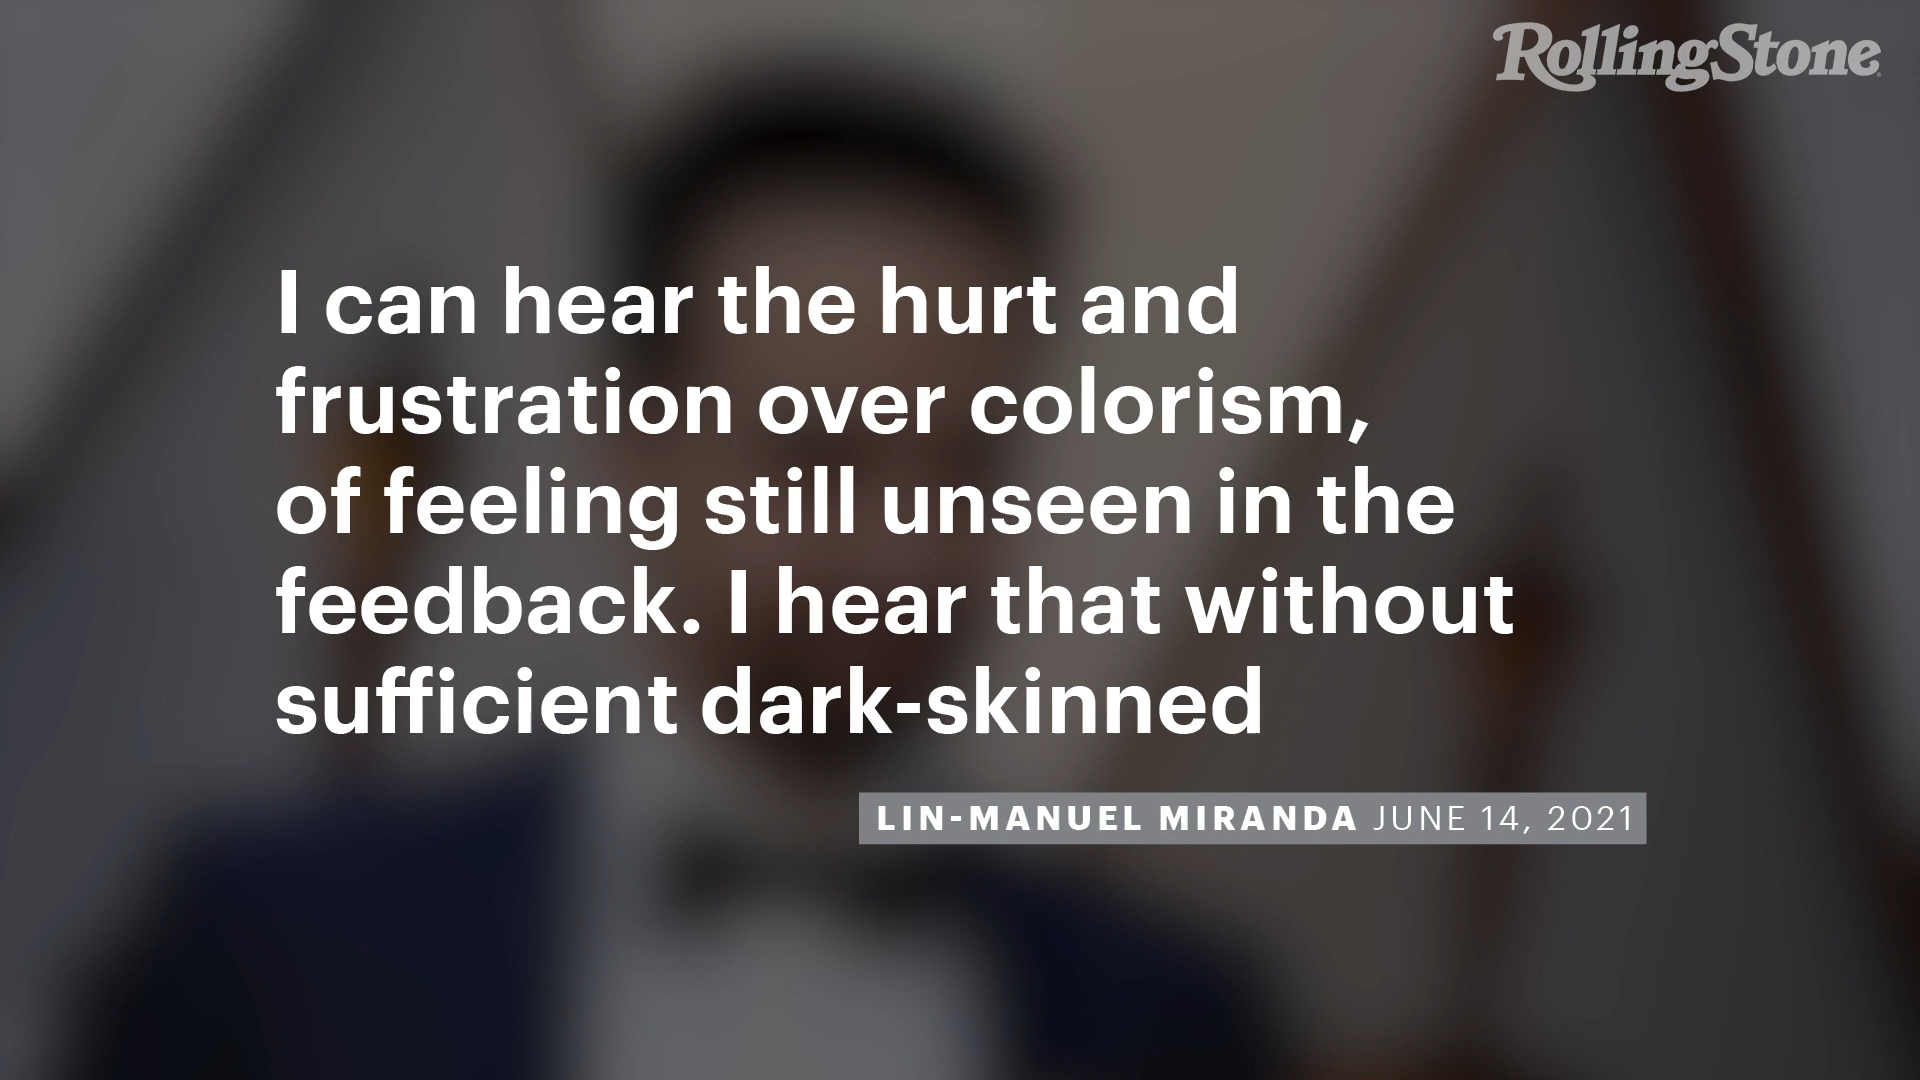 RollingStone
I can hear the hurt and
frustration over colorism,
of feeling still unseen in the
feedback. I hear that without
sufficient dark-skinned
LIN-MANUEL MIRANDA JUNE 14, 2021